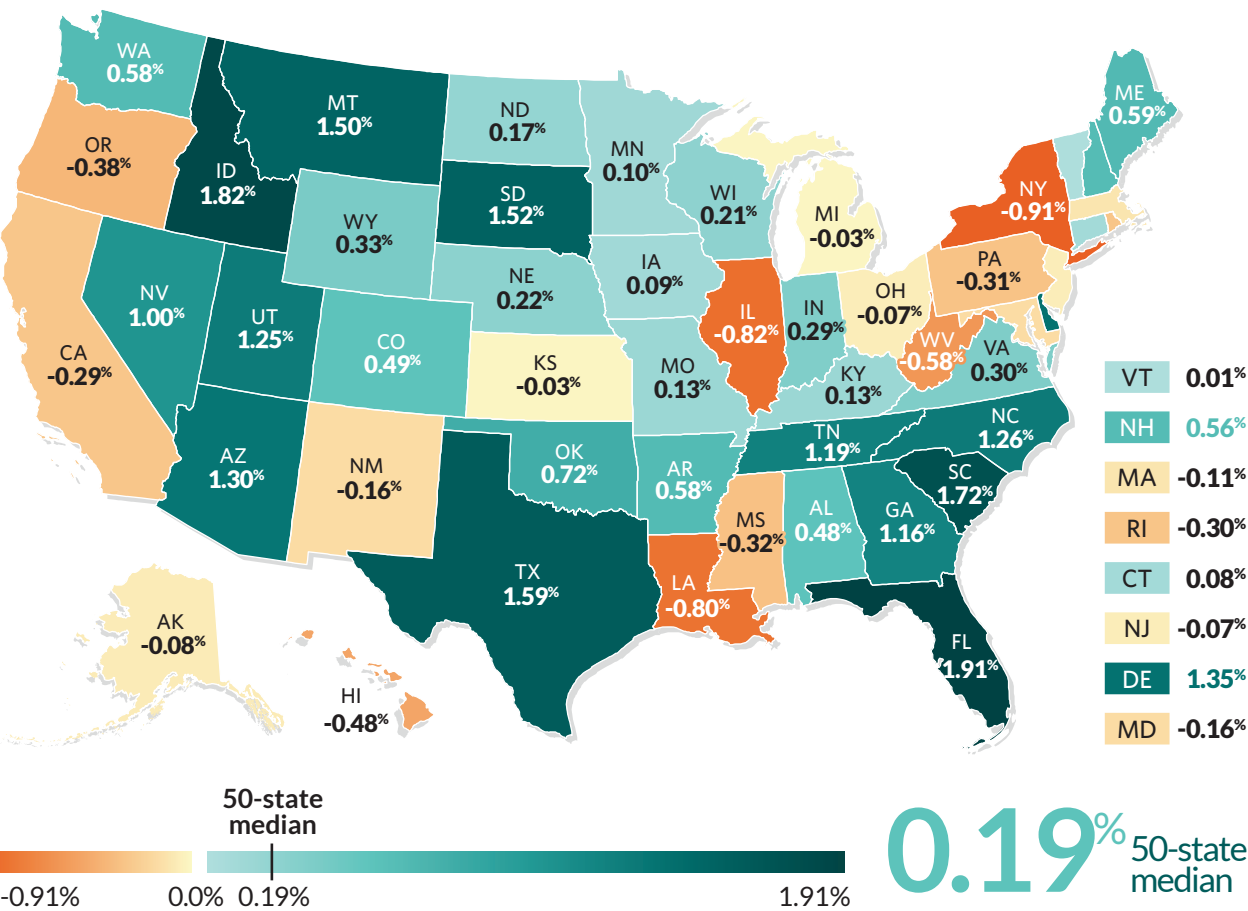 WA
0.58%
MT
1.50%
ND
0.17%
MN
0.10%
ME
0.59%
OR
-0.38%
ID
1.82%
SD
1.52%
WI
0.21%
NY
-0.91%
WY
0.33%
MI
-0.03%
PA
-0.31%
NV
1.00%
UT
1.25%
NE
0.22%
IA
0.09%
IL
-0.82%
IN
0.29%
OH
-0.07%
WV
-0.58%
VA
0.30%
CA
-0.29%
CO
0.49%
KS
-0.03%
MO
0.13%
KY
0.13%
NC
1.26%
TN
1.19%
AZ
1.30%
NM
-0.16%
OK
0.72%
AR
0.58%
SC
1.72%
MS
-0.32%
AL
0.48%
GA
1.16%
TX
1.59%
LA
-0.80%
FL
1.91%
AK
-0.08%
HI
-0.48%
VT 0.01%
NH 0.56%
MA -0.11%
RI -0.30%
CT 0.08%
NJ -0.07%
DE 1.35%
MD -0.16%
50-state
median
-0.91% 0.0% 0.19% 1.91%
0.19% 50-state
median